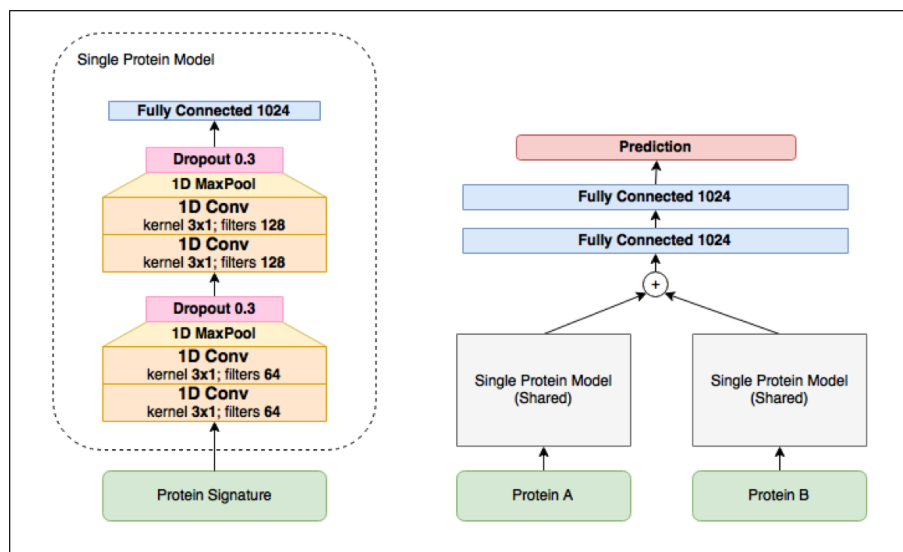 Single Protein Model
Fully Connected 1024
Dropout 0.3
1D MaxPool
1D Conv
kernel 3x1; filters 128
1D Conv
kernel 3x1; filters 128
Dropout 0.3
1D MaxPool
1D Conv
kernel 3x1; filters 64
1D Conv
kernel 3x1; filters 64
Protein Signature
Prediction
Fully Connected 1024
Fully Connected 1024
+
Single Protein Model
(Shared)
Single Protein Model
(Shared)
Protein A
Protein B